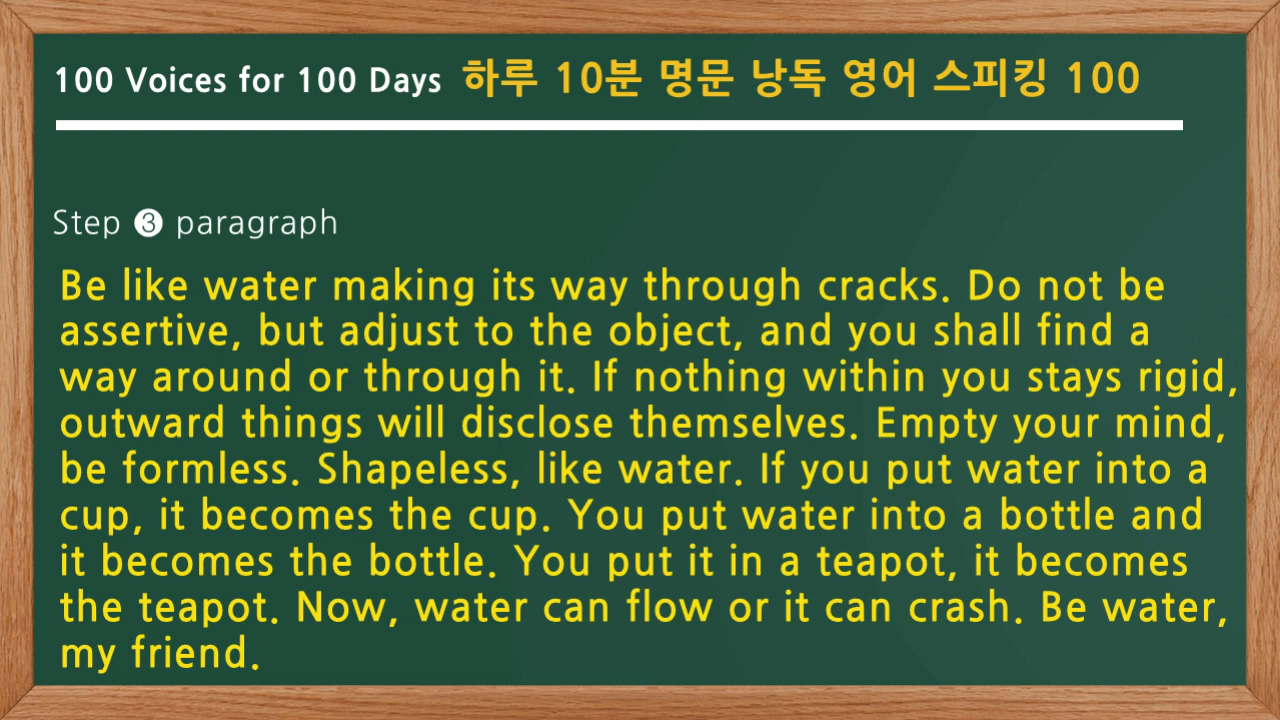 100 Voices for 100 Days 하루 10분 명문 낭독 영어 스피킹 100
Step ❸ paragraph
Be like water making its way through cracks. Do not be
assertive, but adjust to the object, and you shall find a
way around or through it. If nothing within you stays rigid,
outward things will disclose themselves. Empty your mind,
be formless. Shapeless, like water. If you put water into a
cup, it becomes the cup. You put water into a bottle and
it becomes the bottle. You put it in a teapot, it becomes
the teapot. Now, water can flow or it can crash. Be water,
my friend.